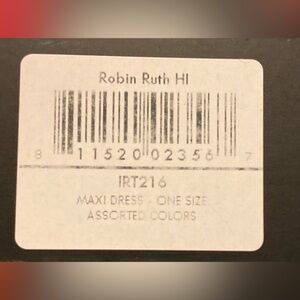 Robin Ruth HI
8 11520 02356 7
IRT216
MAXI DRESS - ONE SIZE
ASSORTED COLORS